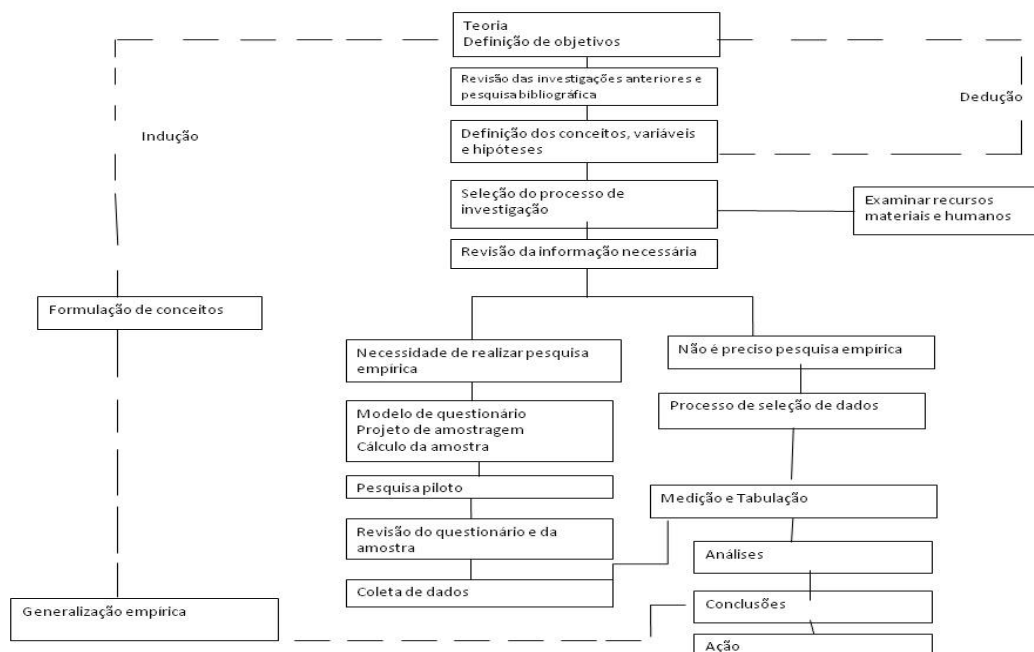 Teoria
Definição de objetivos
Revisão das investigações anteriores e
pesquisa bibliográfica
Dedução
Indução
Definição dos conceitos, variáveis
e hipóteses
Seleção do processo de
investigação
Examinar recursos
materiais e humanos
Revisão da informação necessária
Formulação de conceitos
Necessidade de realizar pesquisa
empírica
Não é preciso pesquisa empírica
Modelo de questionário
Projeto de amostragem
Cálculo da amostra
Processo de seleção de dados
Pesquisa piloto
Medição e Tabulação
Revisão do questionário e da
amostra
Análises
Coleta de dados
Generalização empírica
Conclusões
Ação